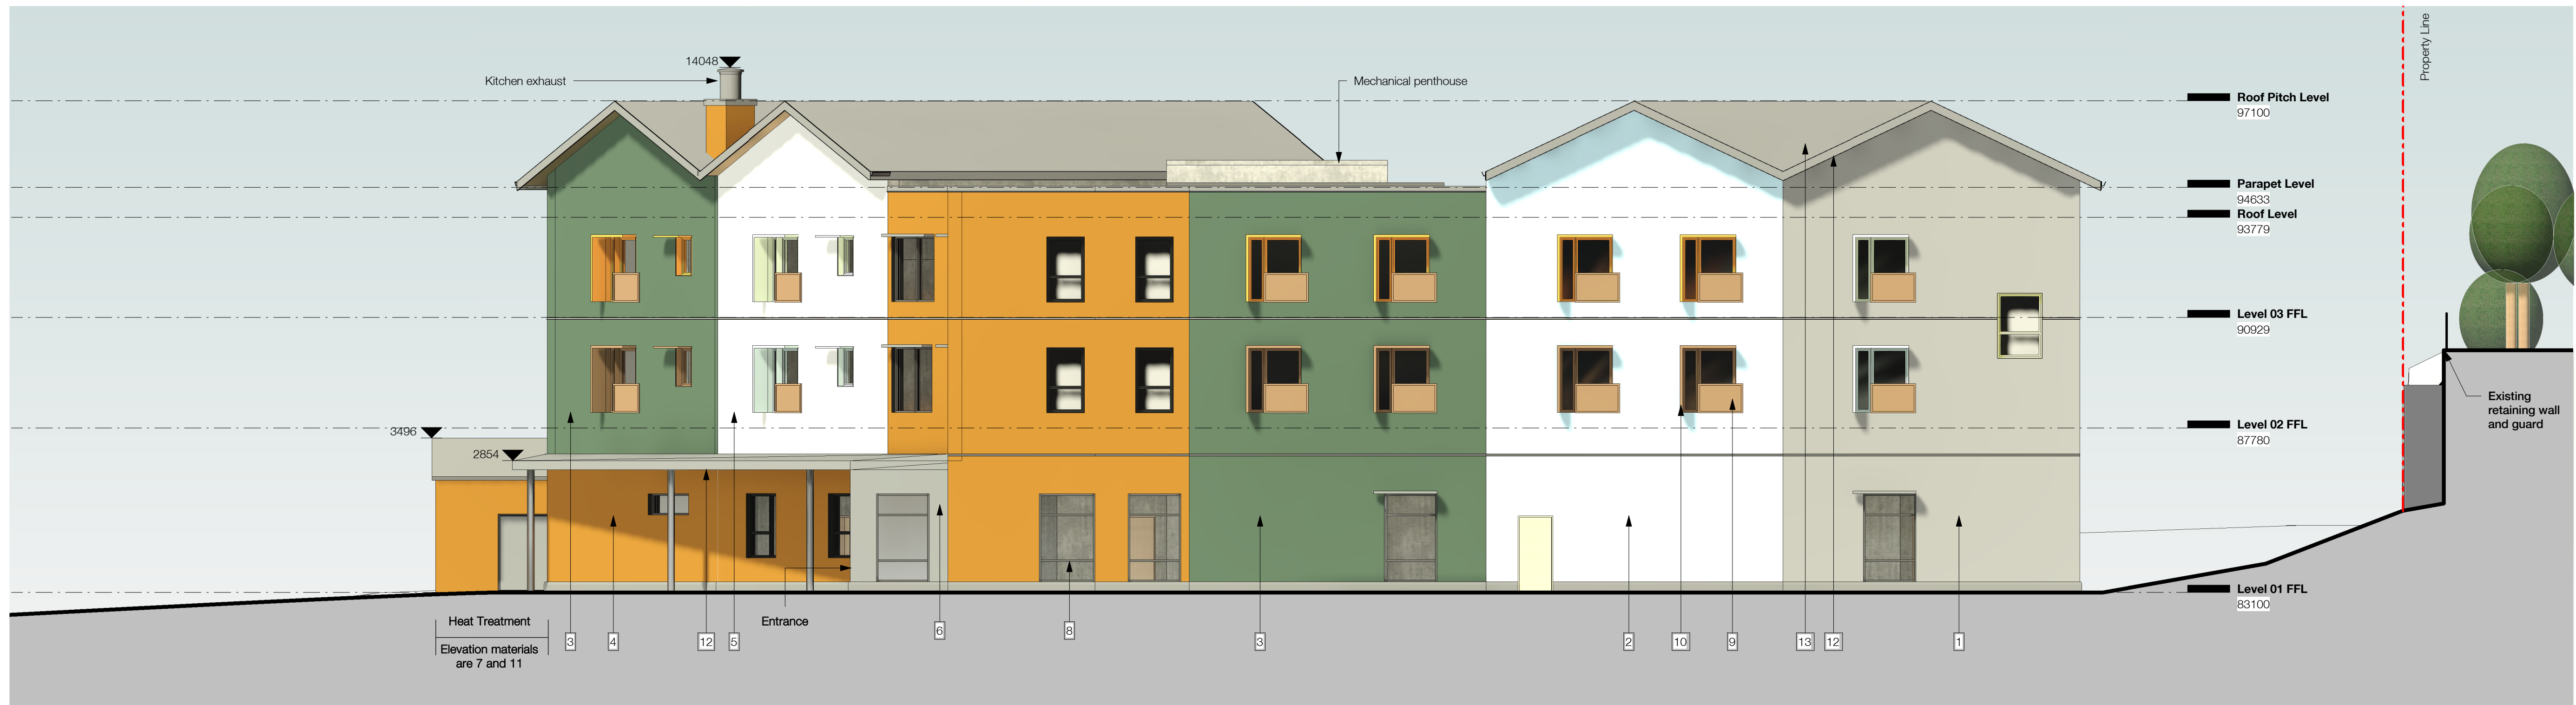 Property Line
14048
Kitchen exhaust
Mechanical penthouse
Roof Pitch Level
97100
Parapet Level
94633
Roof Level
93779
Level 03 FFL
90929
Existing
retaining wall
and guard
3496
Level 02 FFL
87780
2854
Level 01 FFL
83100
Heat Treatment
Elevation materials
are 7 and 11
Entrance
3
4
12
5
6
8
3
2
10
9
13
12
1